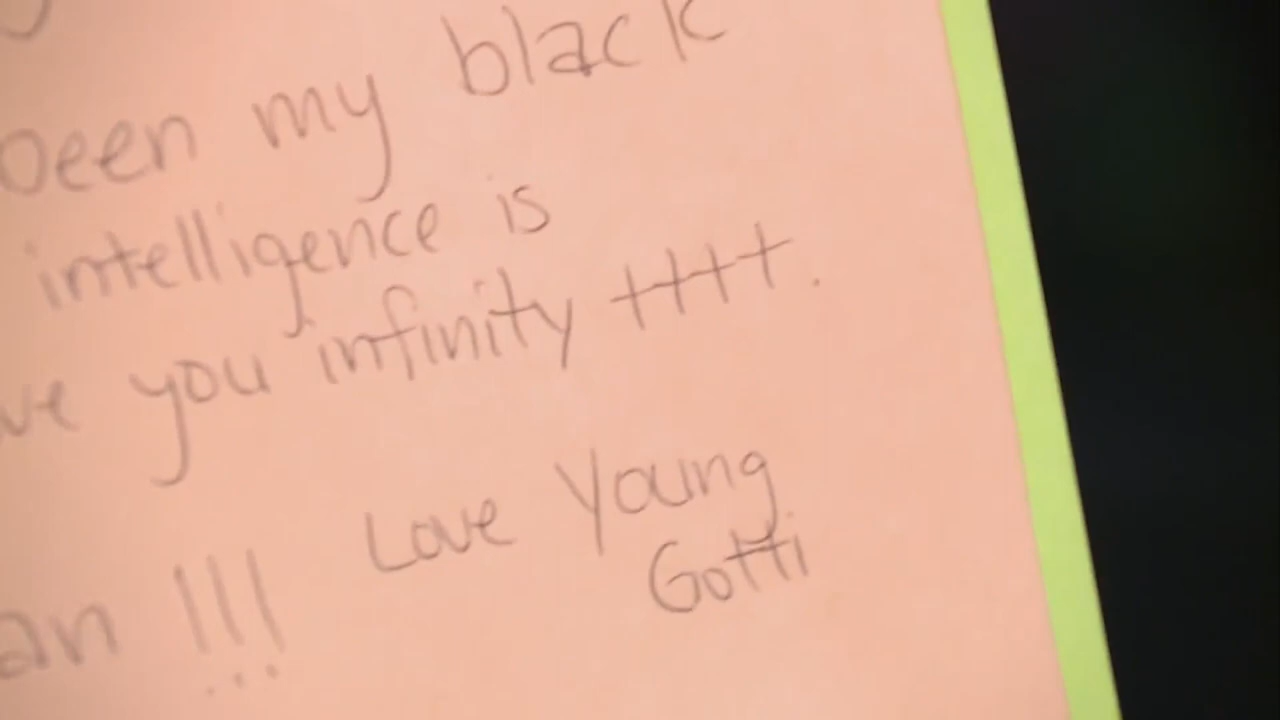 been my black
intelligence is
you infinity ++++.
Love Young
Gotti
!!!